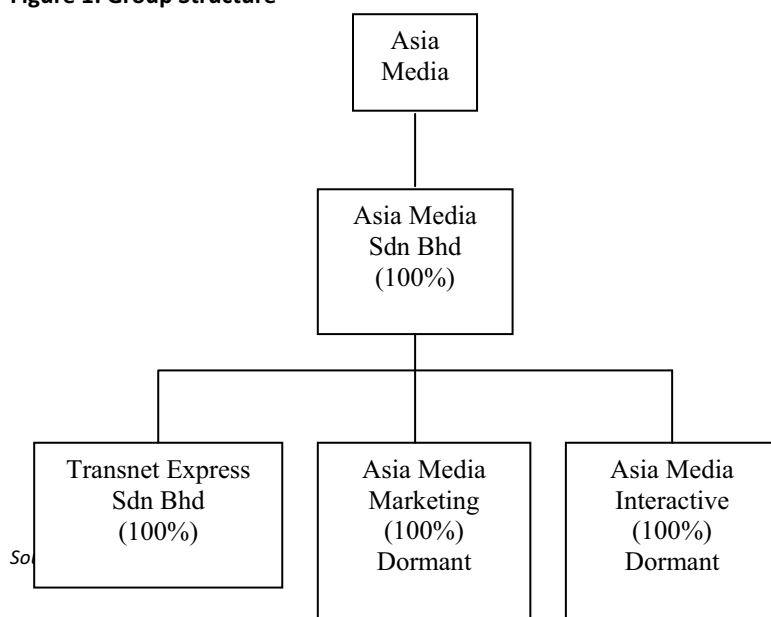 Figure 1: Group Structure
Asia
Media
Asia Media
Sdn Bhd
(100%)
Transnet Express
Sdn Bhd
(100%)
Asia Media
Marketing
(100%)
Dormant
Asia Media
Interactive
(100%)
Dormant